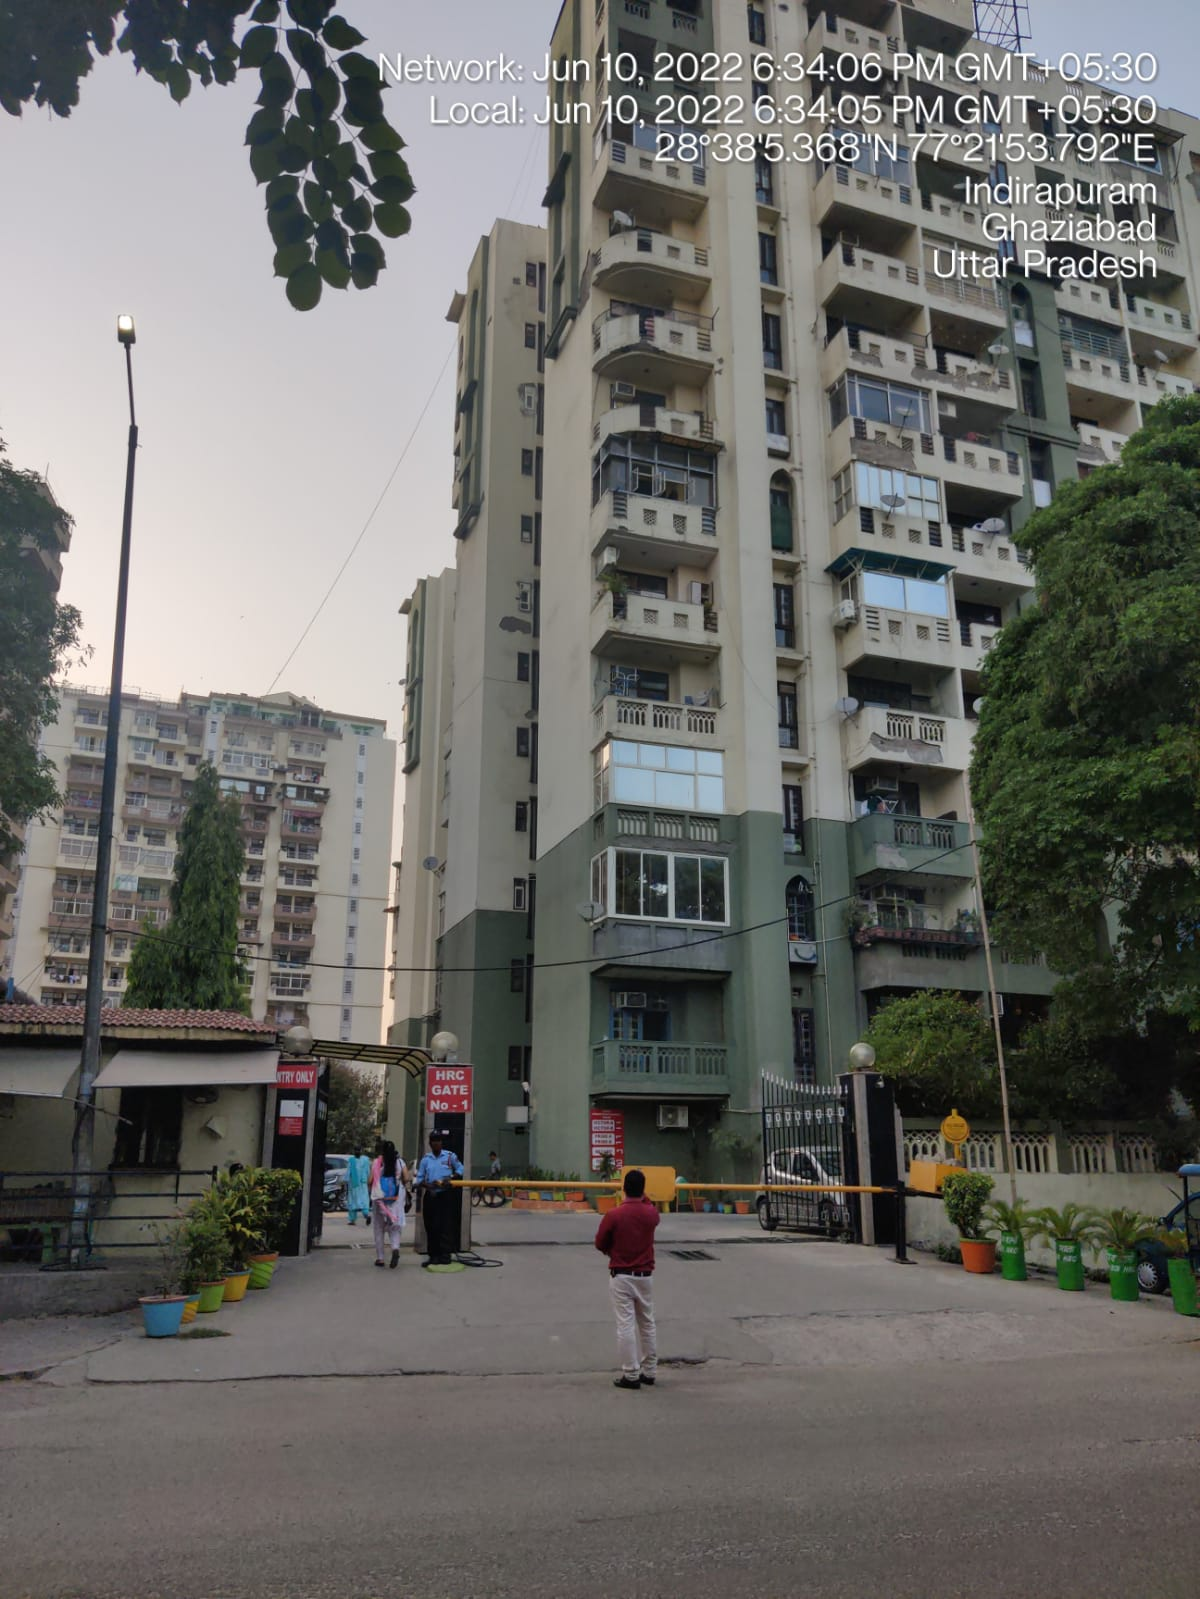 Network: Jun 10, 2022 6:34:06 PM GMT+05:30
Local: Jun 10, 2022 6:34:05 PM GMT+05:30
28°38'5.368"N 77°21'53.792"E
Indirapuram
Ghaziabad
Uttar Pradesh
NTRY ONLY
HRC
GATE
No - 1